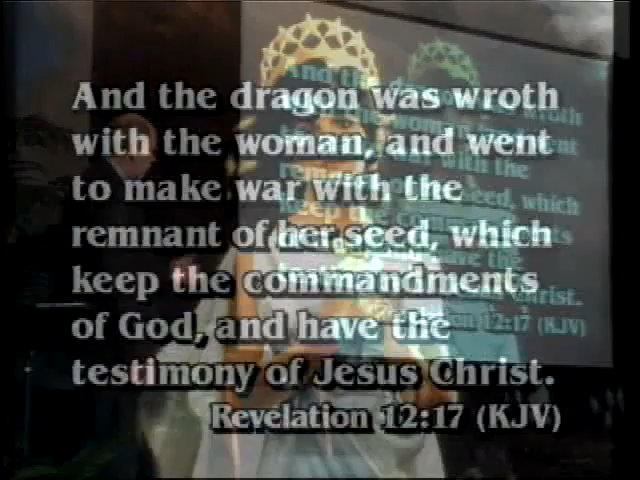 And the dragon was wroth
with the woman, and went
to make war with the
remnant of her seed, which
keep the commandments
of God, and have the
testimony of Jesus Christ.
Revelation 12:17 (KJV)